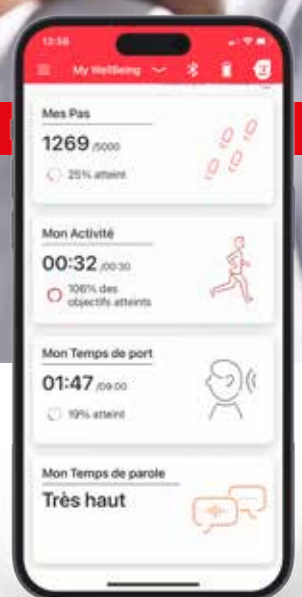 13:56
My WellBeing
Mes Pas
1269 /5000
25% atteint
Mon Activité
00:32 /00:30
106% des
objectifs atteints
Mon Temps de port
01:47 /09:00
19% atteint
Mon Temps de parole
Très haut